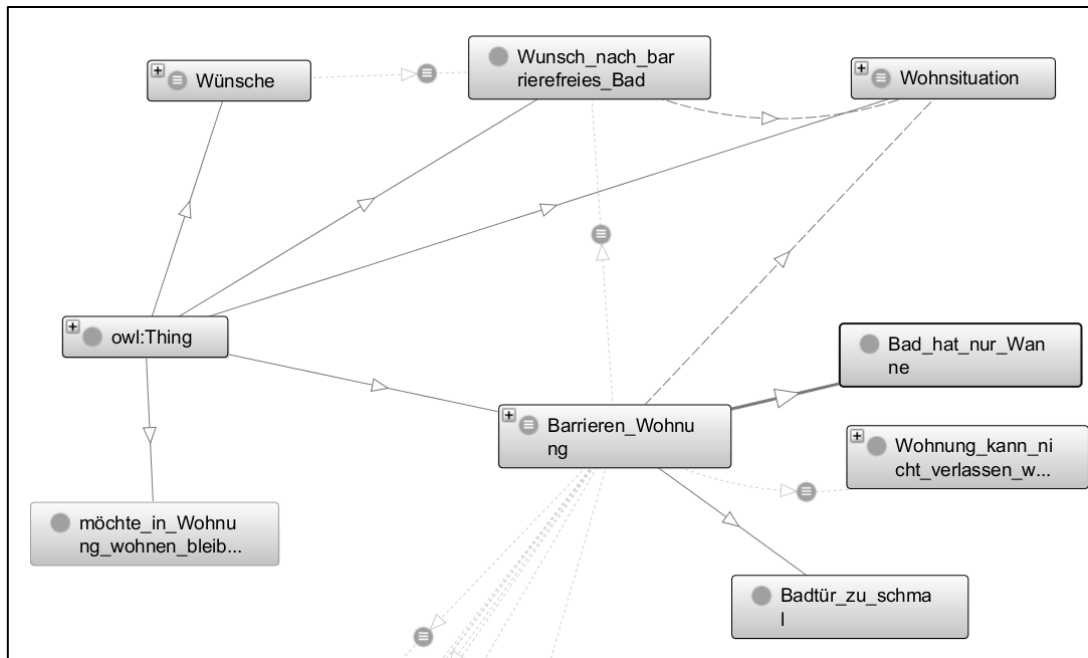 Wünsche
Wunsch_nach_bar
rierefreies_Bad
Wohnsituation
owl:Thing
Bad_hat_nur_Wan
ne
Barrieren_Wohnu
ng
Wohnung_kann_ni
cht_verlassen_w...
möchte_in_Wohnu
ng_wohnen_bleib...
Badtür_zu_schma
l